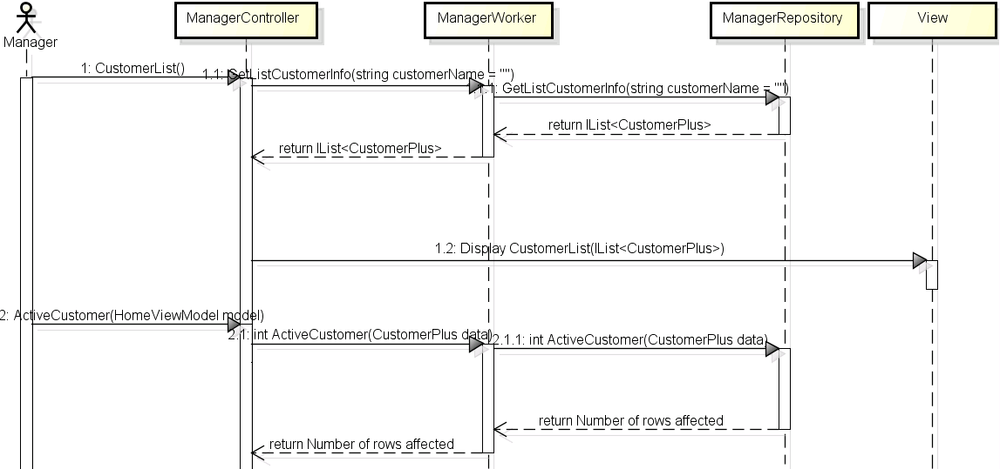 ManagerController
ManagerWorker
ManagerRepository
View
Manager
1: CustomerList()
1.1: GetListCustomerInfo(string customerName = "")
1.1: GetListCustomerInfo(string customerName = "")
return IList<CustomerPlus>
return IList<CustomerPlus>
1.2: Display CustomerList(IList<CustomerPlus>)
2: ActiveCustomer(HomeViewModel model)
2.1: int ActiveCustomer(CustomerPlus data)
2.1.1: int ActiveCustomer(CustomerPlus data)
return Number of rows affected
return Number of rows affected